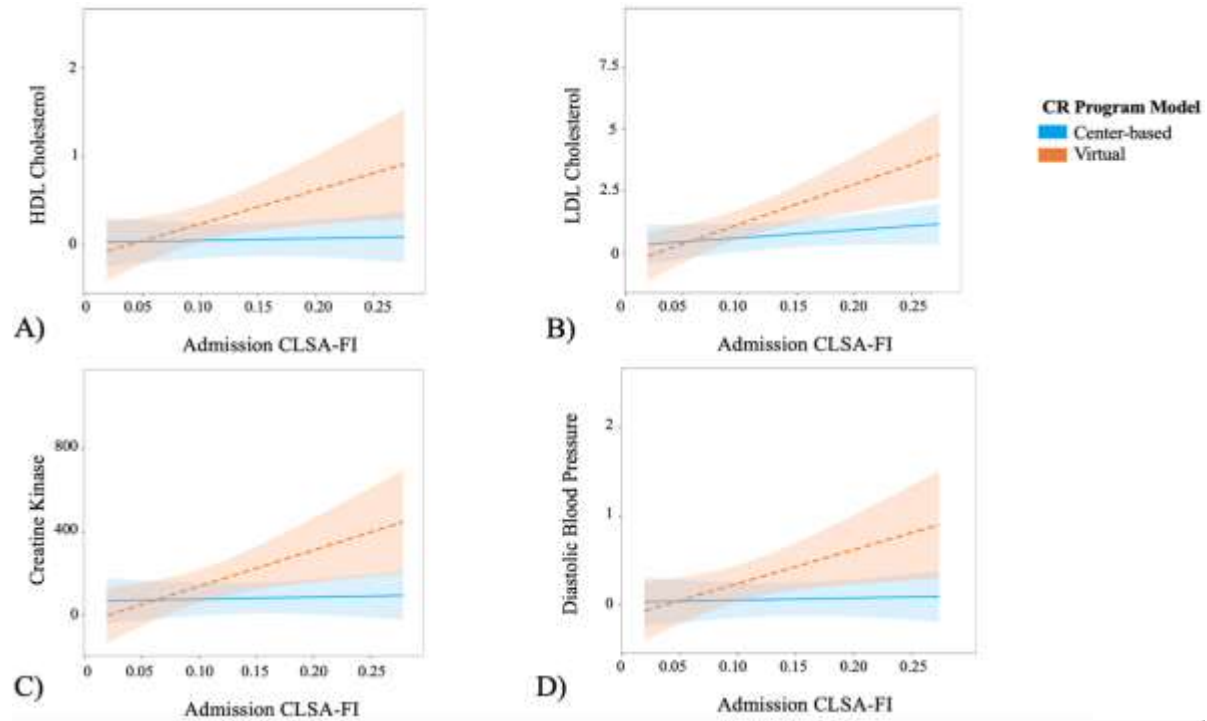 HDL Cholesterol
2
1
0
0
0.05
0.10
0.15
0.20
0.25
A)
Admission CLSA-FI
LDL Cholesterol
7.5
5
2.5
0
0
0.05
0.10
0.15
0.20
0.25
B)
Admission CLSA-FI
CR Program Model
Center-based
Virtual
Creatine Kinase
800
400
0
0
0.05
0.10
0.15
0.20
0.25
C)
Admission CLSA-FI
Diastolic Blood Pressure
2
1
0
0
0.05
0.10
0.15
0.20
0.25
D)
Admission CLSA-FI